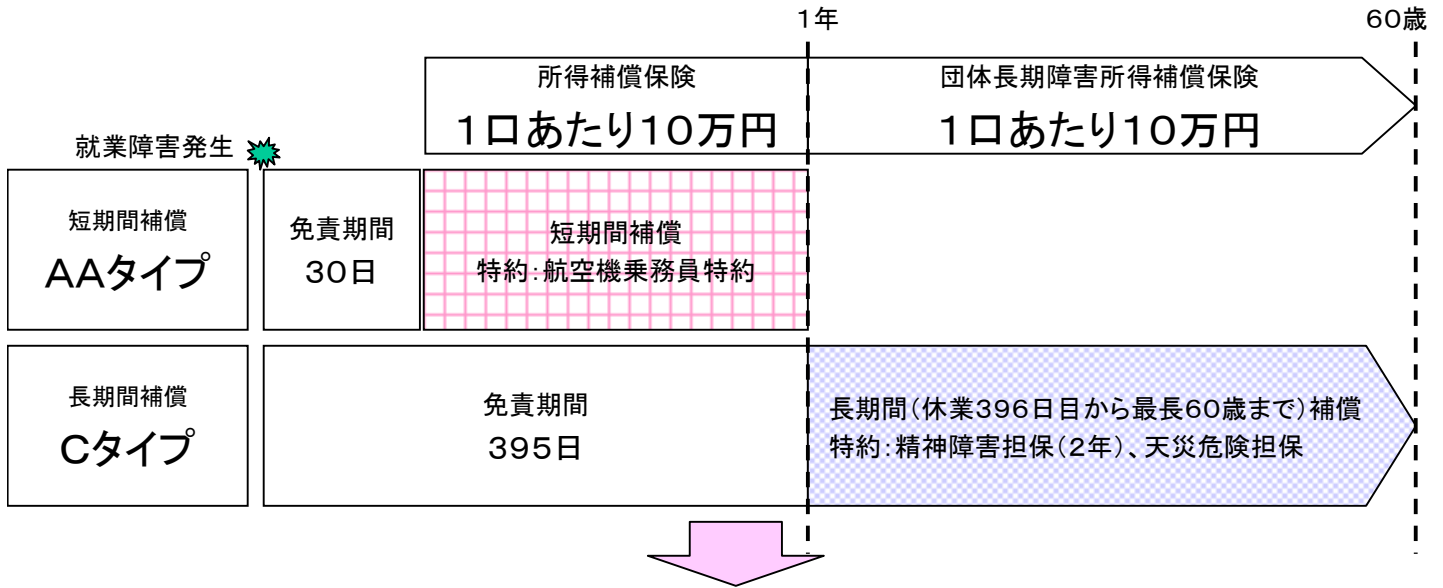 1年
60歳
所得補償保険
1口あたり10万円
団体長期障害所得補償保険
1口あたり10万円
就業障害発生
短期間補償
AAタイプ
免責期間
30日
短期間補償
特約:航空機乗務員特約
長期間補償
Cタイプ
免責期間
395日
長期間(休業396日目から最長60歳まで)補償
特約:精神障害担保(2年)、天災危険担保